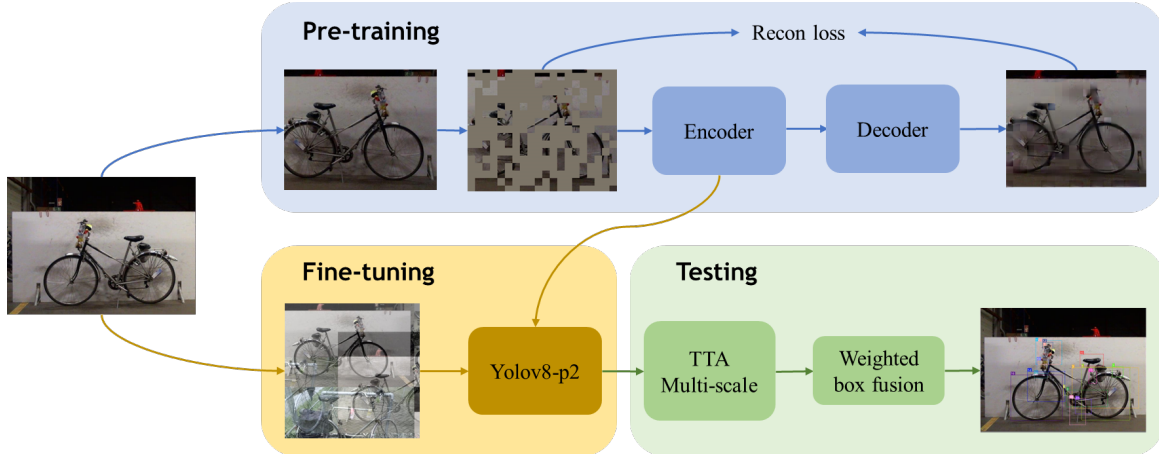 Pre-training
Recon loss
Encoder
Decoder
Fine-tuning
Yolov8-p2
Testing
TTA
Multi-scale
Weighted
box fusion